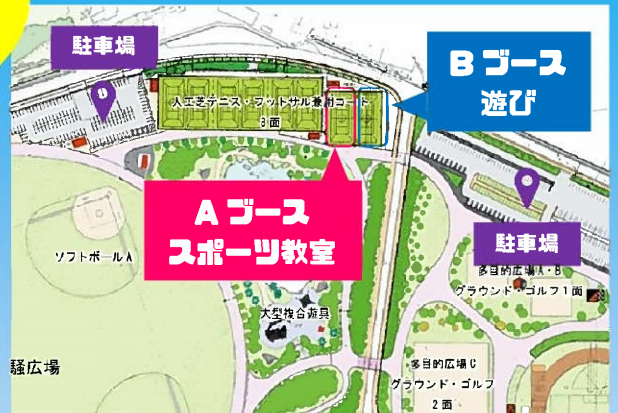 駐車場
Bブース
遊び
人工芝テニス・フットサル兼用コート
8面
Aブース
スポーツ教室
ソフトボールA
駐車場
多目的広場A・B
グラウンド・ゴルフ1面
大型複合遊具
多目的広場C
グラウンド・ゴルフ
2面
騒広場